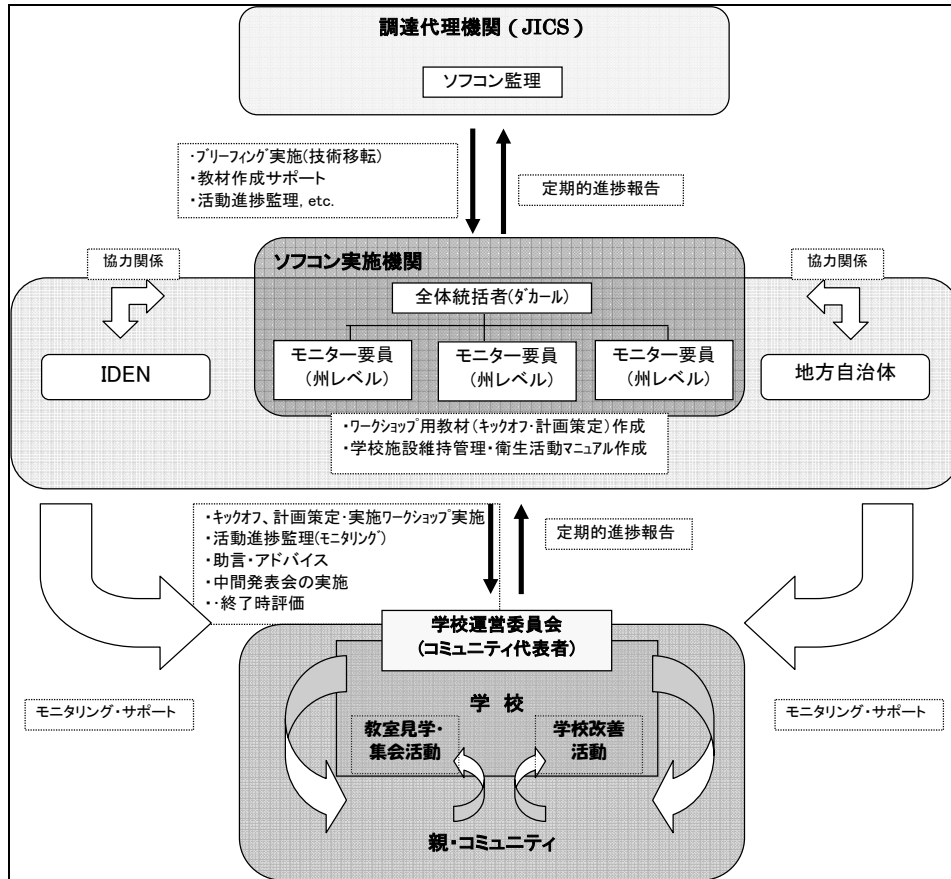 調達代理機関（JICS）
ソフコン監理
・ﾌﾞﾘｰﾌｨﾝｸﾞ実施(技術移転)
・教材作成サポート
・活動進捗監理, etc.
定期的進捗報告
協力関係
ソフコン実施機関
協力関係
全体統括者(ﾀﾞｶｰﾙ)
IDEN
モニター要員
(州レベル)
モニター要員
(州レベル)
モニター要員
(州レベル)
地方自治体
・ﾜｰｸｼｮｯﾌﾟ用教材（キックオフ・計画策定）作成
・学校施設維持管理・衛生活動ﾏﾆｭｱﾙ作成
・キックオフ、計画策定・実施ﾜｰｸｼｮｯﾌﾟ実施
・活動進捗監理(ﾓﾆﾀﾘﾝｸﾞ)
・助言・アドバイス
・中間発表会の実施
・・終了時評価
定期的進捗報告
学校運営委員会
(コミュニティ代表者)
モニタリング・サポート
学 校
モニタリング・サポート
教室見学・
集会活動
学校改善
活動
親・コミュニティ